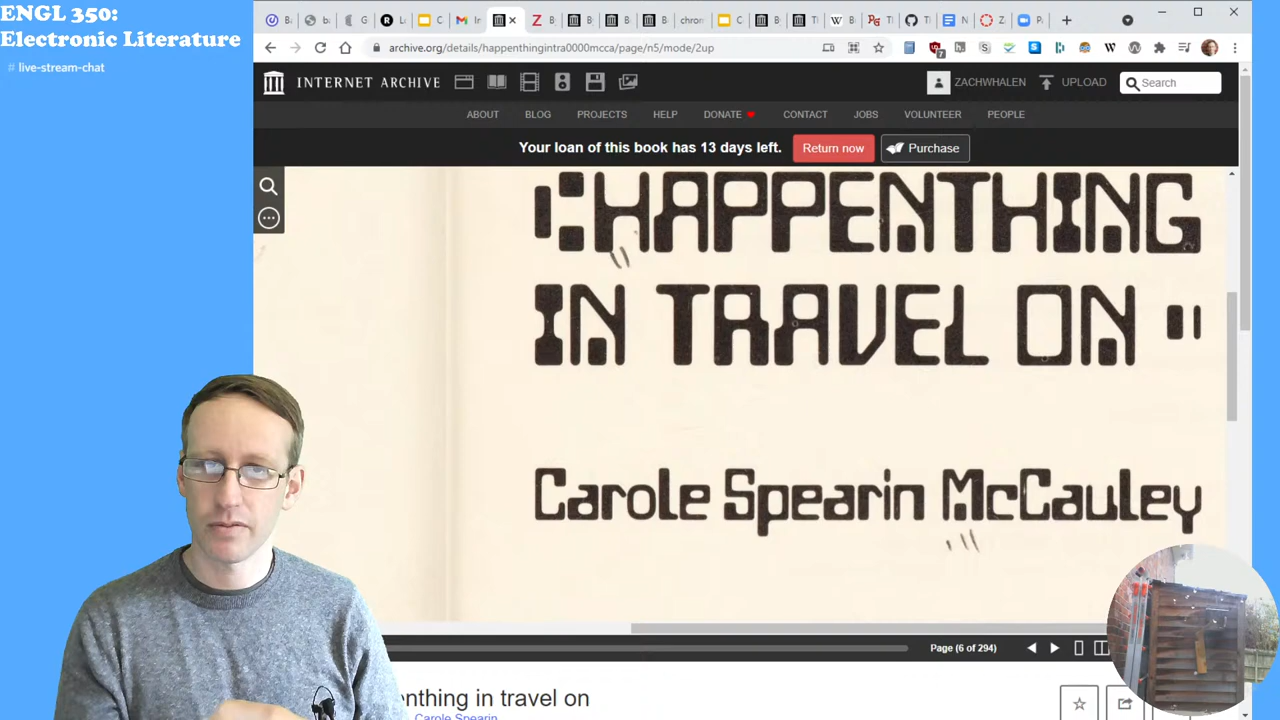 ENGL 350:
Electronic Literature
# live-stream-chat
archive.org/details/happenthingintra0000mcca/page/n5/mode/2up
INTERNET ARCHIVE
ZACHWHALEN
UPLOAD
Search
ABOUT BLOG PROJECTS HELP DONATE CONTACT JOBS VOLUNTEER PEOPLE
Your loan of this book has 13 days left.
Return now
Purchase
HAPPENTHING
IN TRAVEL ON
Carole Spearin McCauley
Page (6 of 294)
enthing in travel on
Carole Spearin